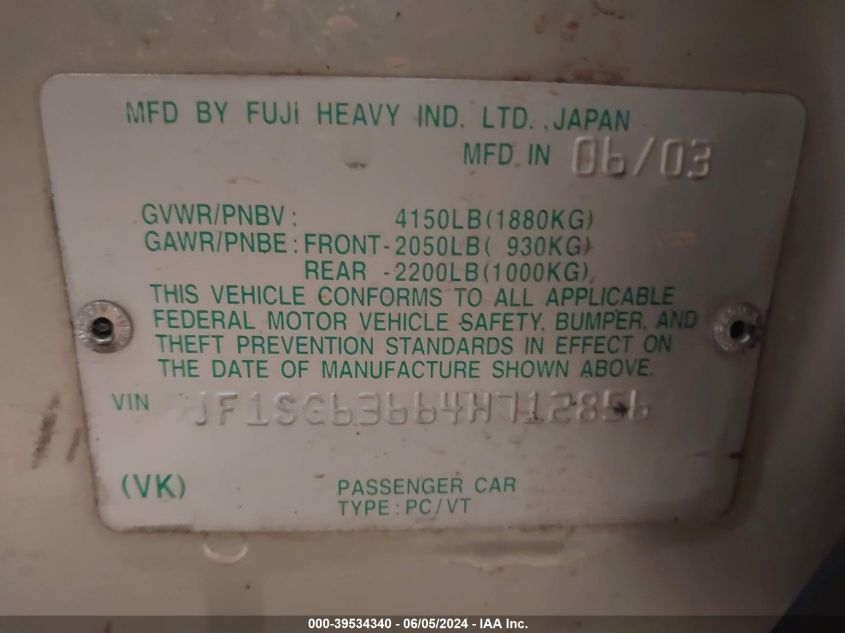 MFD BY FUJI HEAVY IND. LTD., JAPAN
MFD IN 06/03
GVWR/PNBV: 4150LB(1880KG)
GAWR/PNBE: FRONT-2050LB( 930KG)
REAR -2200LB(1000KG)
THIS VEHICLE CONFORMS TO ALL APPLICABLE
FEDERAL MOTOR VEHICLE SAFETY, BUMPER, AND
THEFT PREVENTION STANDARDS IN EFFECT ON
THE DATE OF MANUFACTURE SHOWN ABOVE.
VIN JF1SG63664H712856
(VK) PASSENGER CAR
TYPE: PC/VT
000-39534340 - 06/05/2024 - IAA Inc.